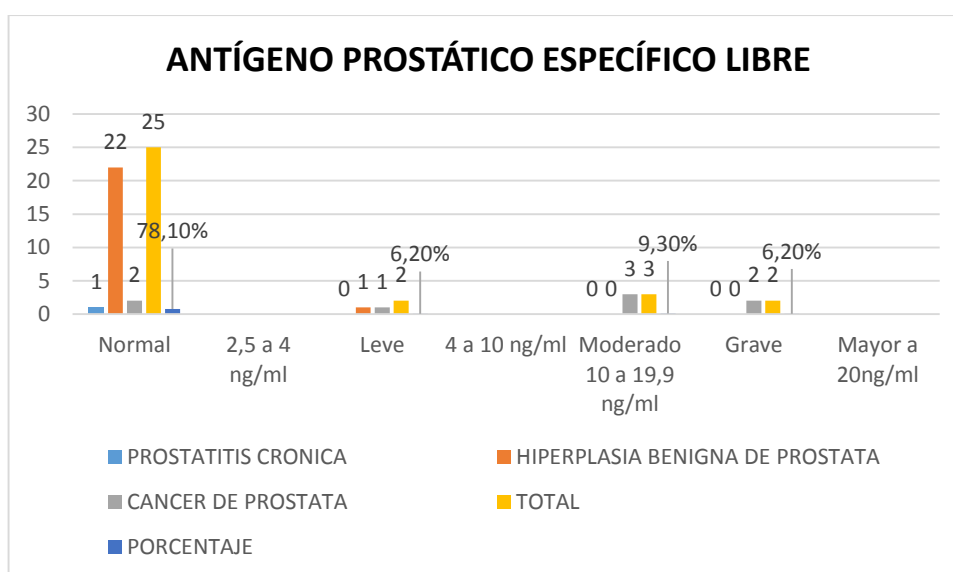 ANTÍGENO PROSTÁTICO ESPECÍFICO LIBRE
30
25
20
15
10
5
0
1
22
2
25
78,10%
0
1
1
2
6,20%
0
0
3
3
9,30%
0
0
2
2
6,20%
Normal
2,5 a 4
ng/ml
Leve
4 a 10 ng/ml
Moderado
10 a 19,9
ng/ml
Grave
Mayor a
20ng/ml
PROSTATITIS CRONICA
HIPERPLASIA BENIGNA DE PROSTATA
CANCER DE PROSTATA
TOTAL
PORCENTAJE